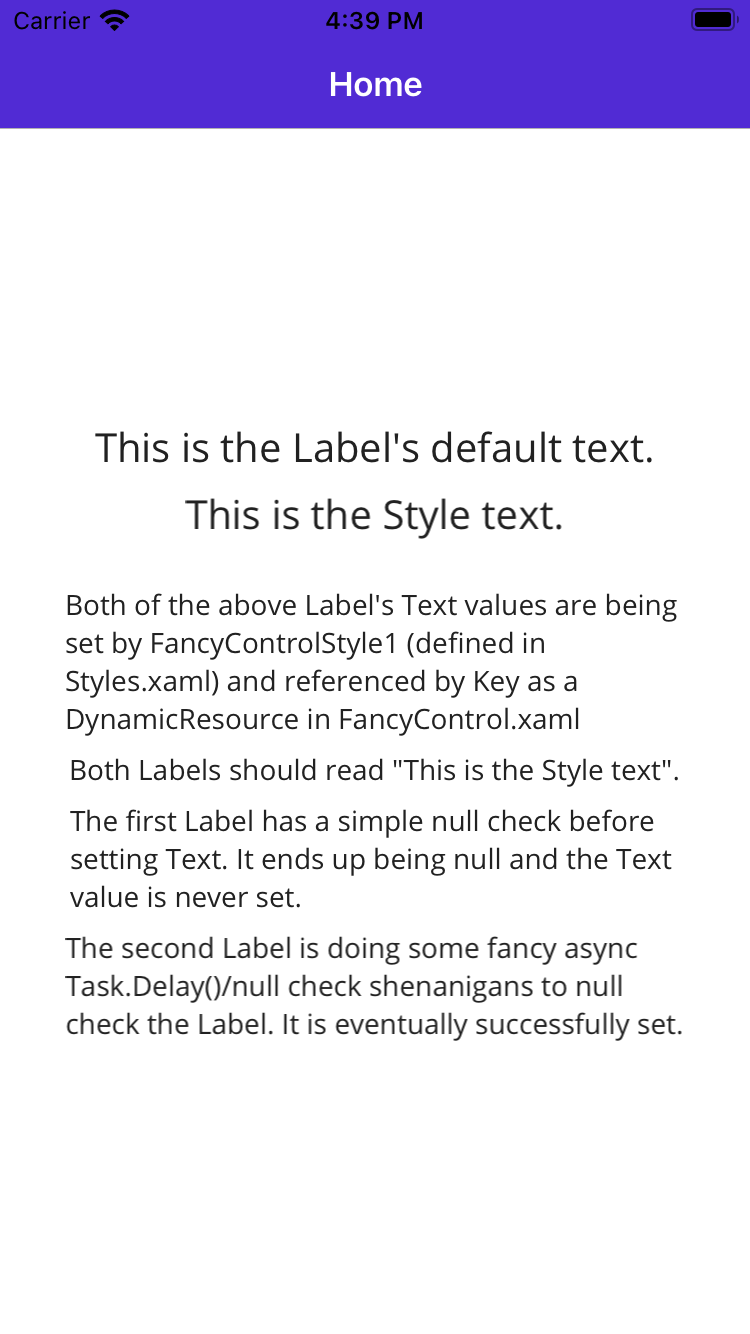 Carrier 4:39 PM
Home
This is the Label's default text.
This is the Style text.
Both of the above Label's Text values are being
set by FancyControlStyle1 (defined in
Styles.xaml) and referenced by Key as a
DynamicResource in FancyControl.xaml
Both Labels should read "This is the Style text".
The first Label has a simple null check before
setting Text. It ends up being null and the Text
value is never set.
The second Label is doing some fancy async
Task.Delay()/null check shenanigans to null
check the Label. It is eventually successfully set.